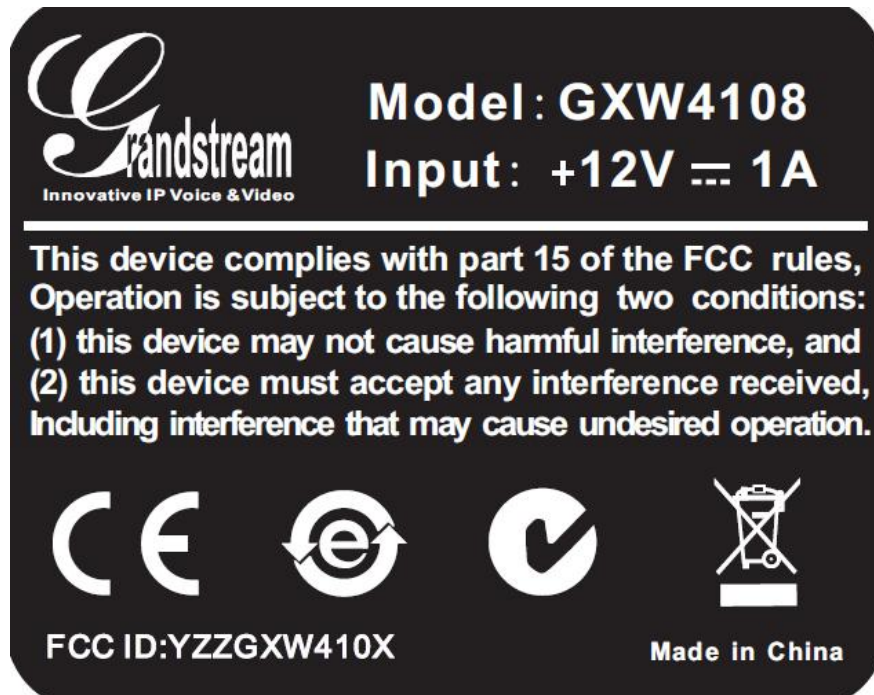 Grandstream
Innovative IP Voice & Video
Model: GXW4108
Input: +12V ⎓ 1A
This device complies with part 15 of the FCC rules,
Operation is subject to the following two conditions:
(1) this device may not cause harmful interference, and
(2) this device must accept any interference received,
Including interference that may cause undesired operation.
CE
e
FCC ID:YZZGXW410X
Made in China